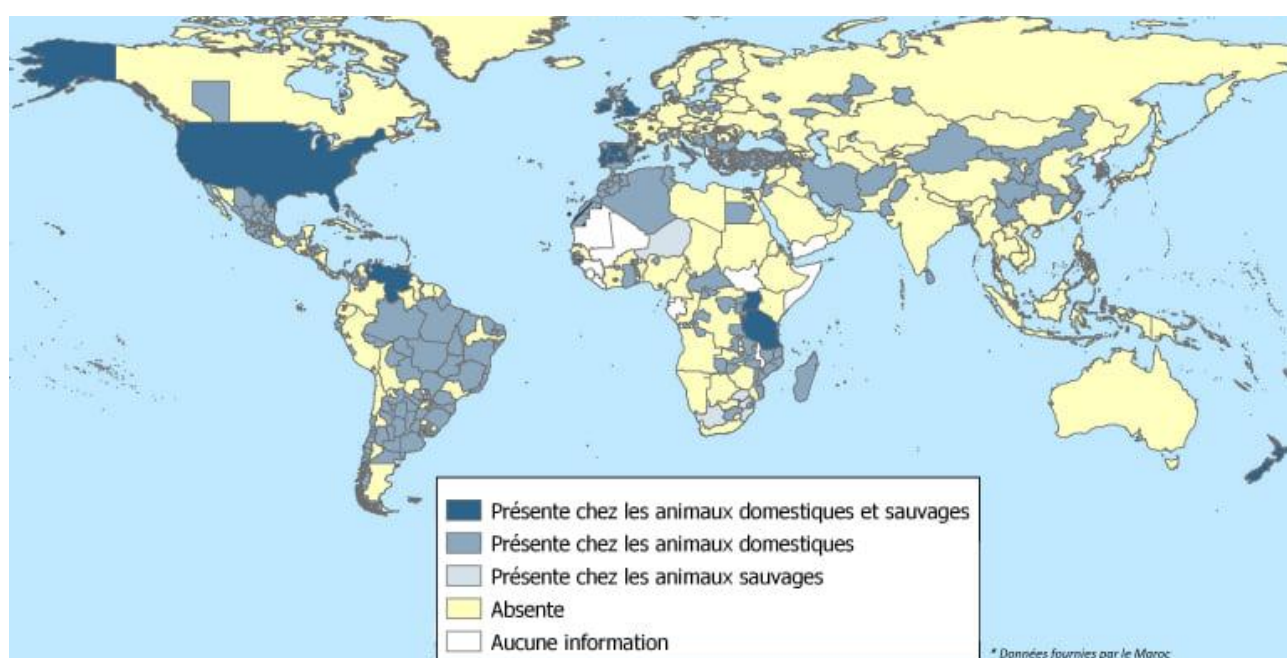 Présente chez les animaux domestiques et sauvages
Présente chez les animaux domestiques
Présente chez les animaux sauvages
Absente
Aucune information
* Données fournies par le Maroc